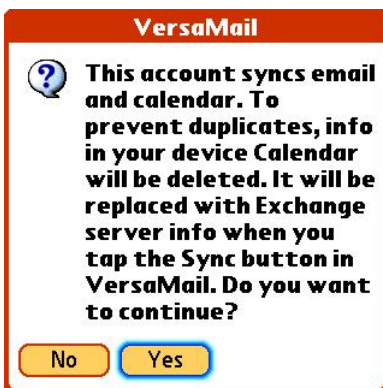 VersaMail
This account syncs email
and calendar. To
prevent duplicates, info
in your device Calendar
will be deleted. It will be
replaced with Exchange
server info when you
tap the Sync button in
VersaMail. Do you want
to continue?
No Yes